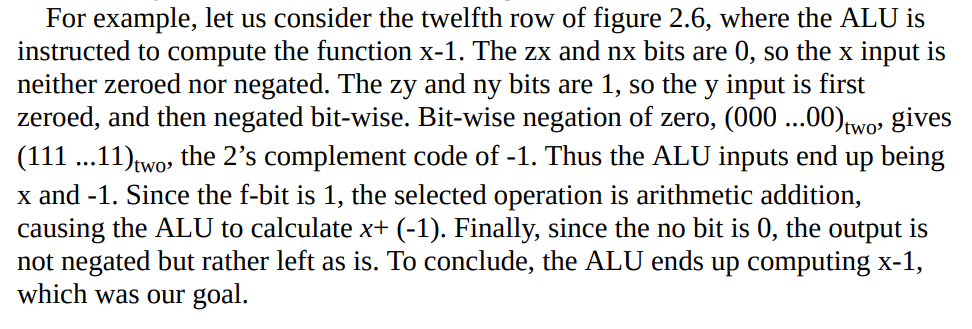 For example, let us consider the twelfth row of figure 2.6, where the ALU is
instructed to compute the function x-1. The zx and nx bits are 0, so the x input is
neither zeroed nor negated. The zy and ny bits are 1, so the y input is first
zeroed, and then negated bit-wise. Bit-wise negation of zero, (000 ...00)two, gives
(111 ...11)two, the 2’s complement code of -1. Thus the ALU inputs end up being
x and -1. Since the f-bit is 1, the selected operation is arithmetic addition,
causing the ALU to calculate x+ (-1). Finally, since the no bit is 0, the output is
not negated but rather left as is. To conclude, the ALU ends up computing x-1,
which was our goal.